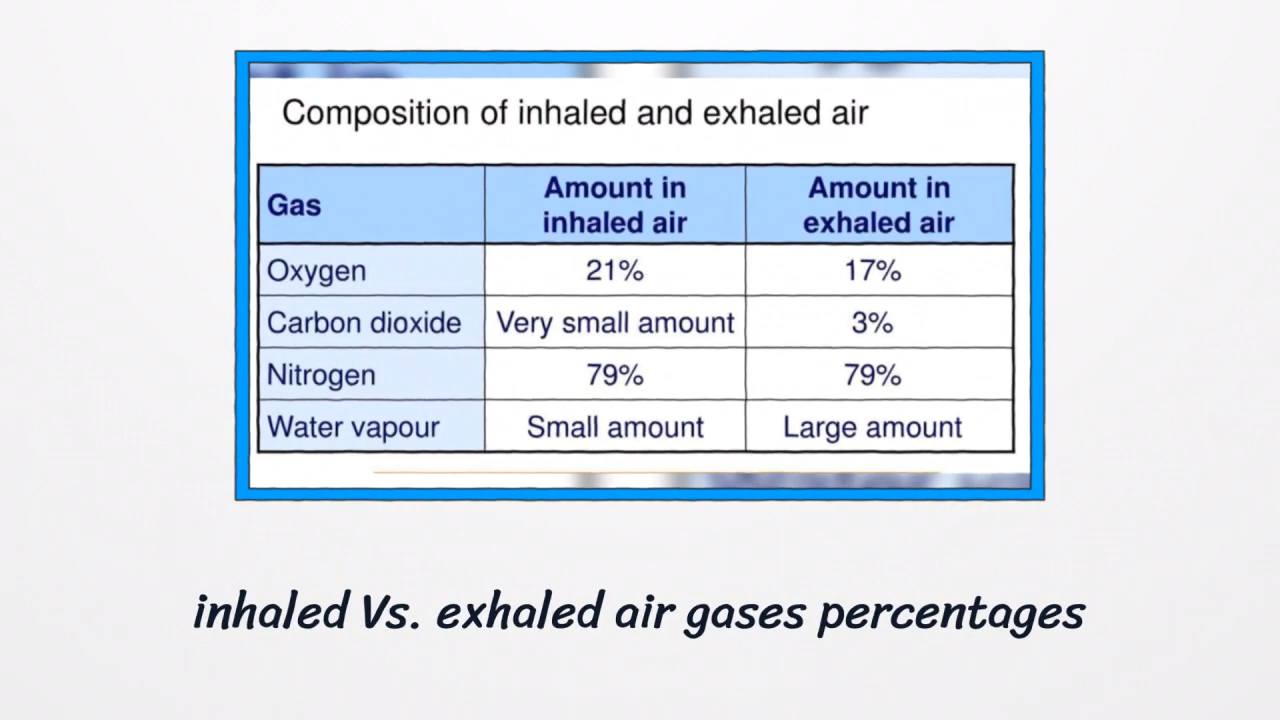 Composition of inhaled and exhaled air
Gas
Amount in
inhaled air
Amount in
exhaled air
Oxygen 21% 17%
Carbon dioxide Very small amount 3%
Nitrogen 79% 79%
Water vapour Small amount Large amount
inhaled Vs. exhaled air gases percentages